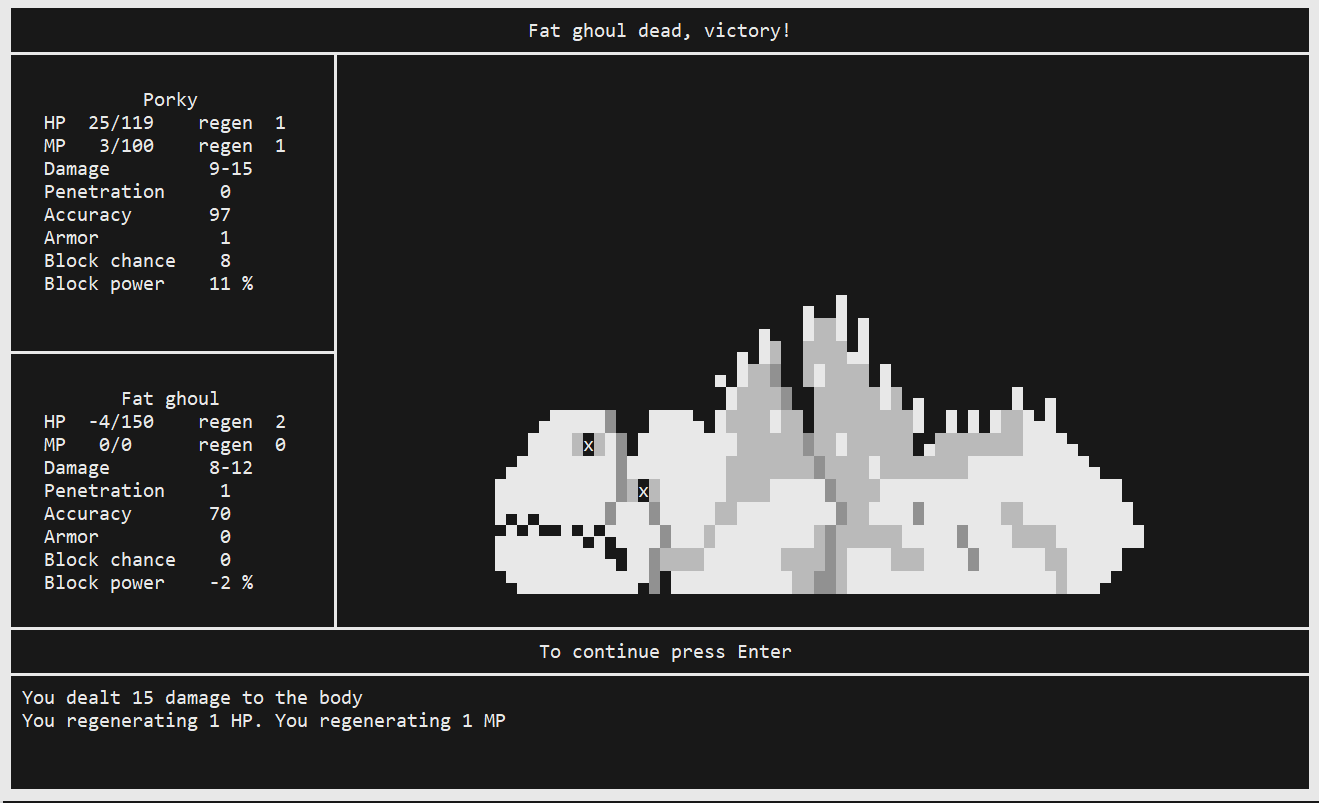 Fat ghoul dead, victory!
Porky
HP 25/119 regen 1
MP 3/100 regen 1
Damage 9-15
Penetration 0
Accuracy 97
Armor 1
Block chance 8
Block power 11 %
Fat ghoul
HP -4/150 regen 2
MP 0/0 regen 0
Damage 8-12
Penetration 1
Accuracy 70
Armor 0
Block chance 0
Block power -2 %
x
x
To continue press Enter
You dealt 15 damage to the body
You regenerating 1 HP. You regenerating 1 MP